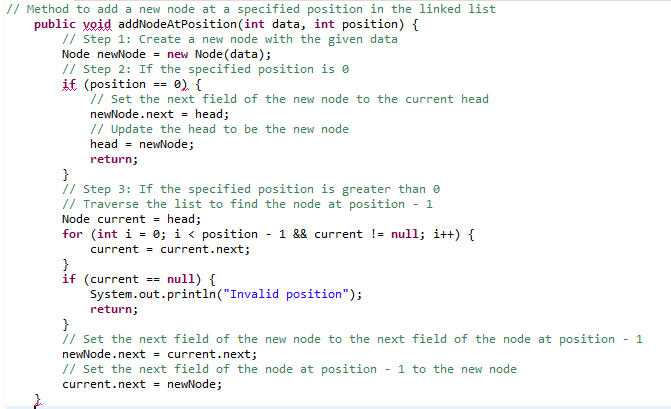 // Method to add a new node at a specified position in the linked list
public void addNodeAtPosition(int data, int position) {
// Step 1: Create a new node with the given data
Node newNode = new Node(data);
// Step 2: If the specified position is 0
if (position == 0) {
// Set the next field of the new node to the current head
newNode.next = head;
// Update the head to be the new node
head = newNode;
return;
}
// Step 3: If the specified position is greater than 0
// Traverse the list to find the node at position - 1
Node current = head;
for (int i = 0; i < position - 1 && current != null; i++) {
current = current.next;
}
if (current == null) {
System.out.println("Invalid position");
return;
}
// Set the next field of the new node to the next field of the node at position - 1
newNode.next = current.next;
// Set the next field of the node at position - 1 to the new node
current.next = newNode;
}